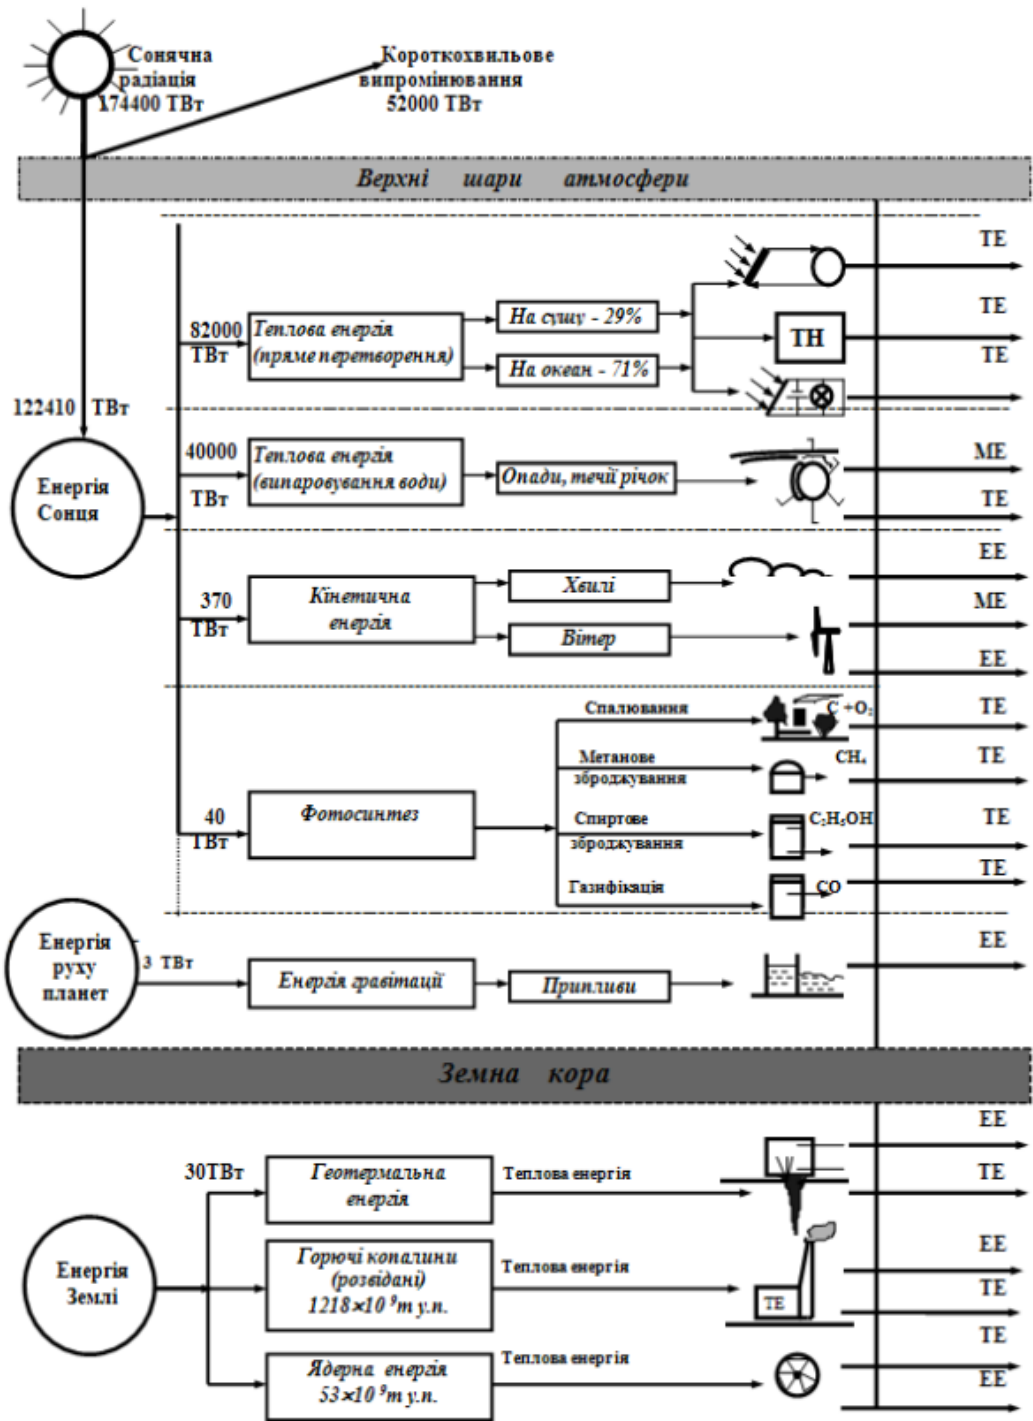 Сонячна
радіація
174400 ТВт
Короткохвильове
випромінювання
52000 ТВт
Верхні шари атмосфери
ТЕ
82000
ТВт
Теплова енергія
(пряме перетворення)
На сушу - 29%
На океан - 71%
ТН
ТЕ
ТЕ
122410 ТВт
Енергія
Сонця
40000
ТВт
Теплова енергія
(випаровування води)
Опади, течії річок
МЕ
ТЕ
370
ТВт
Кінетична
енергія
Хвилі
Вітер
ЕЕ
МЕ
ЕЕ
40
ТВт
Фотосинтез
Спалювання
С +О₂
ТЕ
Метанове
зброджування
СН₄
ТЕ
Спиртове
зброджування
С₂Н₅ОН
ТЕ
Газифікація
СО
ТЕ
Енергія
руху
планет
3 ТВт
Енергія гравітації
Припливи
ЕЕ
Земна кора
Енергія
Землі
30ТВт
Геотермальна
енергія
Теплова енергія
ЕЕ
ТЕ
Горючі копалини
(розвідані)
1218×10⁹т у.п.
Теплова енергія
ТЕ
ЕЕ
ТЕ
Ядерна енергія
53×10⁹т у.п.
Теплова енергія
ТЕ
ЕЕ